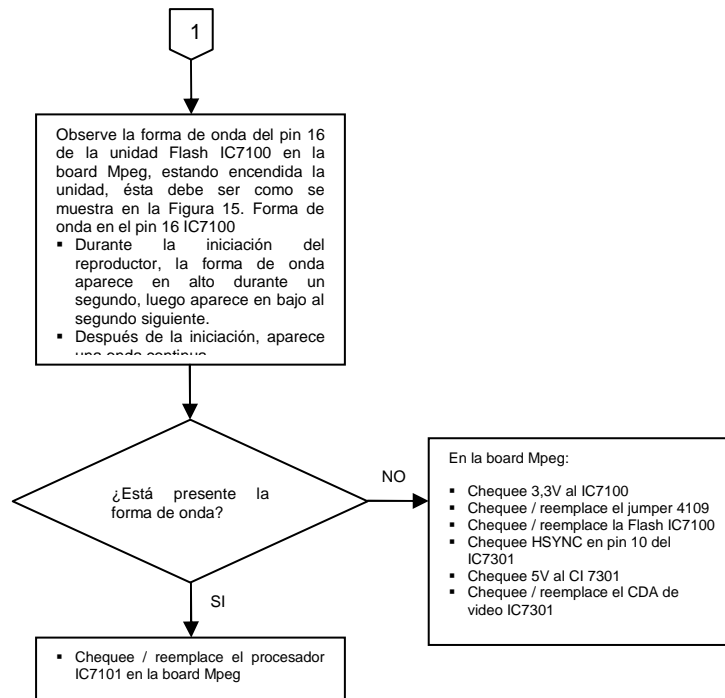 1
Observe la forma de onda del pin 16
de la unidad Flash IC7100 en la
board Mpeg, estando encendida la
unidad, ésta debe ser como se
muestra en la Figura 15. Forma de
onda en el pin 16 IC7100
▪ Durante la iniciación del
reproductor, la forma de onda
aparece en alto durante un
segundo, luego aparece en bajo al
segundo siguiente.
▪ Después de la iniciación, aparece
una onda continua
¿Está presente la
forma de onda?
NO
En la board Mpeg:
▪ Chequee 3,3V al IC7100
▪ Chequee / reemplace el jumper 4109
▪ Chequee / reemplace la Flash IC7100
▪ Chequee HSYNC en pin 10 del
IC7301
▪ Chequee 5V al CI 7301
▪ Chequee / reemplace el CDA de
video IC7301
SI
▪ Chequee / reemplace el procesador
IC7101 en la board Mpeg